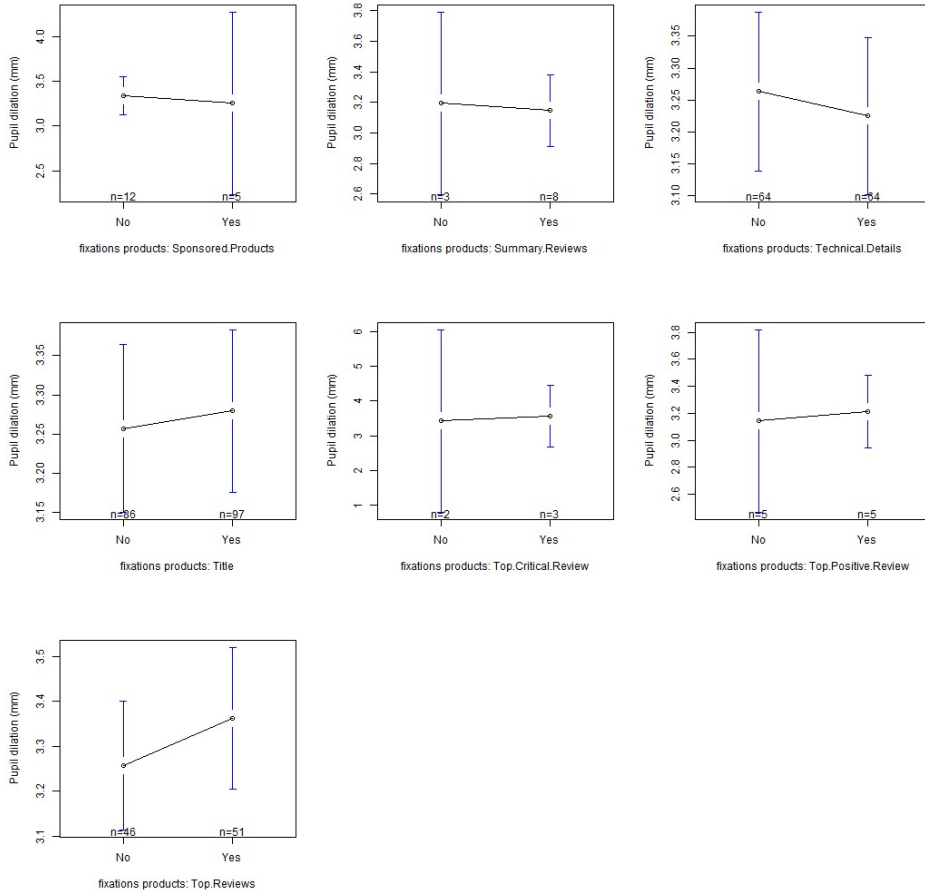 Pupil dilation (mm)
2.5 3.0 3.5 4.0
n=12 n=5
No Yes
fixations products: Sponsored.Products
Pupil dilation (mm)
2.6 2.8 3.0 3.2 3.4 3.6 3.8
n=3 n=8
No Yes
fixations products: Summary.Reviews
Pupil dilation (mm)
3.10 3.15 3.20 3.25 3.30 3.35
n=64 n=64
No Yes
fixations products: Technical.Details
Pupil dilation (mm)
3.15 3.20 3.25 3.30 3.35
n=86 n=97
No Yes
fixations products: Title
Pupil dilation (mm)
1 2 3 4 5 6
n=2 n=3
No Yes
fixations products: Top.Critical.Review
Pupil dilation (mm)
2.6 2.8 3.0 3.2 3.4 3.6 3.8
n=5 n=5
No Yes
fixations products: Top.Positive.Review
Pupil dilation (mm)
3.1 3.2 3.3 3.4 3.5
n=46 n=51
No Yes
fixations products: Top.Reviews